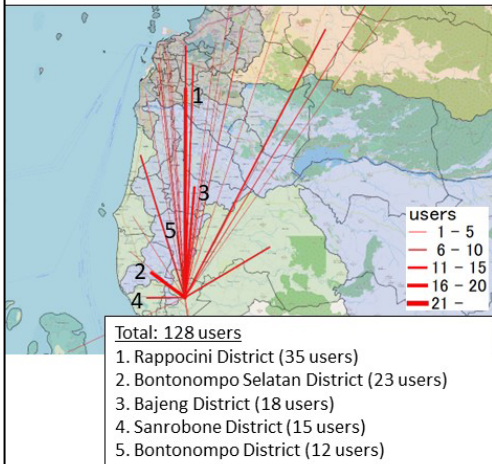 1
3
5
2
4
users
1 - 5
6 - 10
11 - 15
16 - 20
21 -
Total: 128 users
1. Rappocini District (35 users)
2. Bontonompo Selatan District (23 users)
3. Bajeng District (18 users)
4. Sanrobone District (15 users)
5. Bontonompo District (12 users)